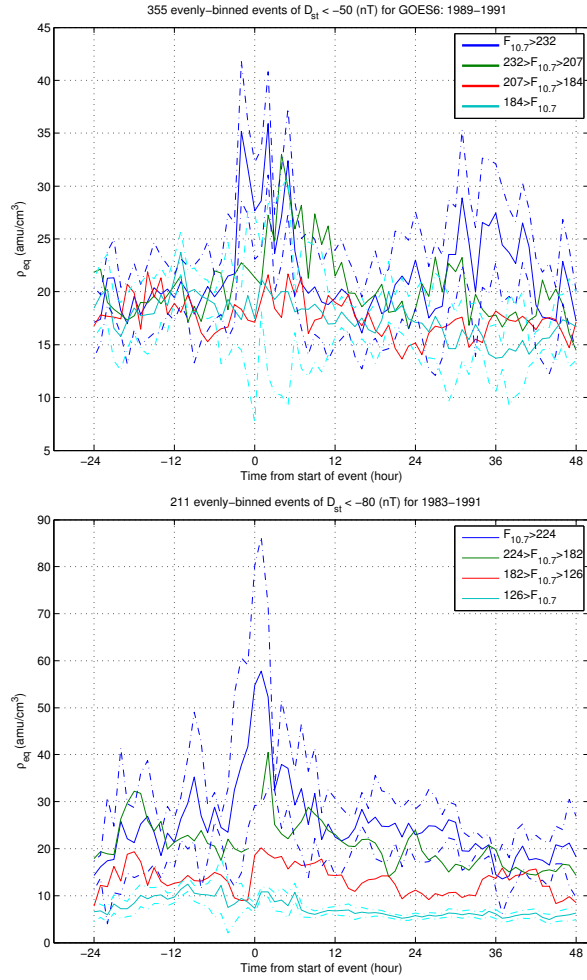 355 evenly-binned events of D_st < −50 (nT) for GOES6: 1989−1991
45
40
35
30
25
20
15
10
5
ρ_eq (amu/cm^3)
F_10.7>232
232>F_10.7>207
207>F_10.7>184
184>F_10.7
−24
−12
0
12
24
36
48
Time from start of event (hour)
211 evenly-binned events of D_st < −80 (nT) for 1983−1991
90
80
70
60
50
40
30
20
10
0
ρ_eq (amu/cm^3)
F_10.7>224
224>F_10.7>182
182>F_10.7>126
126>F_10.7
−24
−12
0
12
24
36
48
Time from start of event (hour)